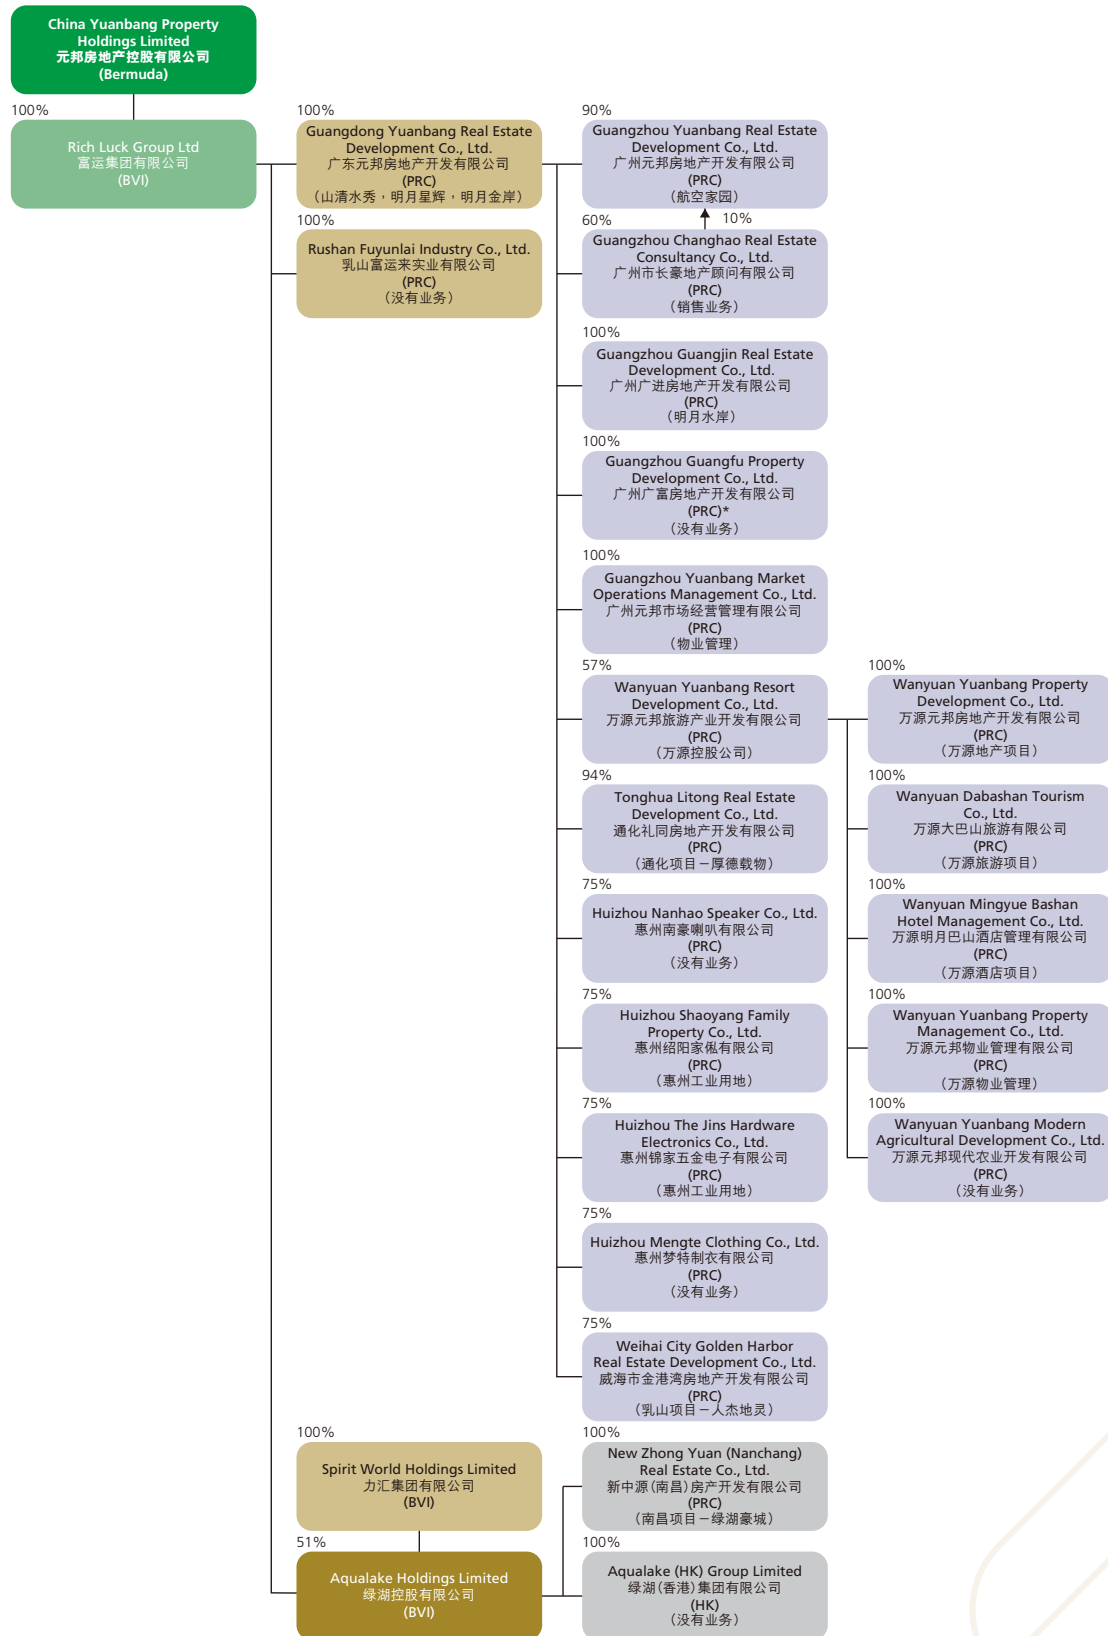 China Yuanbang Property
Holdings Limited
元邦房地产控股有限公司
(Bermuda)
100%
Rich Luck Group Ltd
富运集团有限公司
(BVI)
100%
Guangdong Yuanbang Real Estate
Development Co., Ltd.
广东元邦房地产开发有限公司
(PRC)
(山清水秀，明月星辉，明月金岸)
100%
Rushan Fuyunlai Industry Co., Ltd.
乳山富运来实业有限公司
(PRC)
(没有业务)
90%
Guangzhou Yuanbang Real Estate
Development Co., Ltd.
广州元邦房地产开发有限公司
(PRC)
(航空家园)
10%
60%
Guangzhou Changhao Real Estate
Consultancy Co., Ltd.
广州市长豪地产顾问有限公司
(PRC)
(销售业务)
100%
Guangzhou Guangjin Real Estate
Development Co., Ltd.
广州广进房地产开发有限公司
(PRC)
(明月水岸)
100%
Guangzhou Guangfu Property
Development Co., Ltd.
广州广富房地产开发有限公司
(PRC)*
(没有业务)
100%
Guangzhou Yuanbang Market
Operations Management Co., Ltd.
广州元邦市场经营管理有限公司
(PRC)
(物业管理)
57%
Wanyuan Yuanbang Resort
Development Co., Ltd.
万源元邦旅游产业开发有限公司
(PRC)
(万源控股公司)
94%
Tonghua Litong Real Estate
Development Co., Ltd.
通化礼同房地产开发有限公司
(PRC)
(通化项目－厚德载物)
75%
Huizhou Nanhao Speaker Co., Ltd.
惠州南豪喇叭有限公司
(PRC)
(没有业务)
75%
Huizhou Shaoyang Family
Property Co., Ltd.
惠州绍阳家俬有限公司
(PRC)
(惠州工业用地)
75%
Huizhou The Jins Hardware
Electronics Co., Ltd.
惠州锦家五金电子有限公司
(PRC)
(惠州工业用地)
75%
Huizhou Mengte Clothing Co., Ltd.
惠州梦特制衣有限公司
(PRC)
(没有业务)
75%
Weihai City Golden Harbor
Real Estate Development Co., Ltd.
威海市金港湾房地产开发有限公司
(PRC)
(乳山项目－人杰地灵)
100%
Wanyuan Yuanbang Property
Development Co., Ltd.
万源元邦房地产开发有限公司
(PRC)
(万源地产项目)
100%
Wanyuan Dabashan Tourism
Co., Ltd.
万源大巴山旅游有限公司
(PRC)
(万源旅游项目)
100%
Wanyuan Mingyue Bashan
Hotel Management Co., Ltd.
万源明月巴山酒店管理有限公司
(PRC)
(万源酒店项目)
100%
Wanyuan Yuanbang Property
Management Co., Ltd.
万源元邦物业管理有限公司
(PRC)
(万源物业管理)
100%
Wanyuan Yuanbang Modern
Agricultural Development Co., Ltd.
万源元邦现代农业开发有限公司
(PRC)
(没有业务)
100%
Spirit World Holdings Limited
力汇集团有限公司
(BVI)
51%
Aqualake Holdings Limited
绿湖控股有限公司
(BVI)
100%
New Zhong Yuan (Nanchang)
Real Estate Co., Ltd.
新中源(南昌)房产开发有限公司
(PRC)
(南昌项目－绿湖豪城)
100%
Aqualake (HK) Group Limited
绿湖(香港)集团有限公司
(HK)
(没有业务)